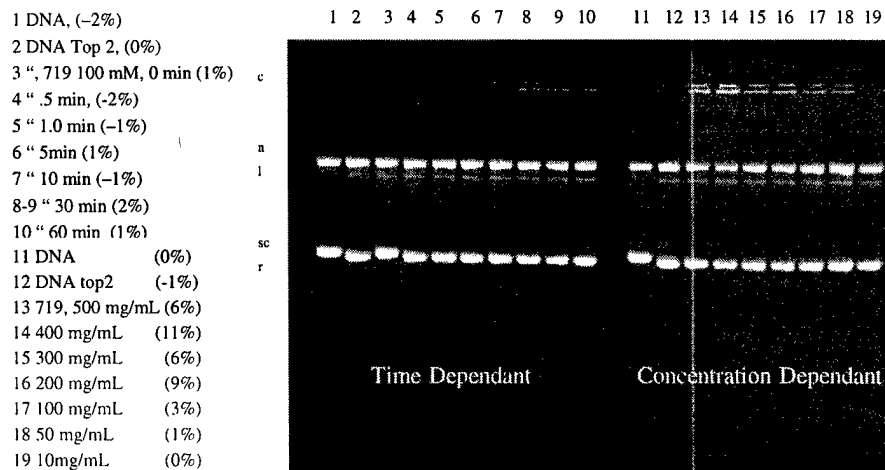 1 DNA, (–2%)
2 DNA Top 2, (0%)
3 “, 719 100 mM, 0 min (1%)
4 “ .5 min, (-2%)
5 “ 1.0 min (–1%)
6 “ 5min (1%)
7 “ 10 min (–1%)
8-9 “ 30 min (2%)
10 “ 60 min (1%)
11 DNA (0%)
12 DNA top2 (-1%)
13 719, 500 mg/mL (6%)
14 400 mg/mL (11%)
15 300 mg/mL (6%)
16 200 mg/mL (9%)
17 100 mg/mL (3%)
18 50 mg/mL (1%)
19 10mg/mL (0%)
c
n
l
sc
r
1 2 3 4 5 6 7 8 9 10 11 12 13 14 15 16 17 18 19
Time Dependant
Concentration Dependant